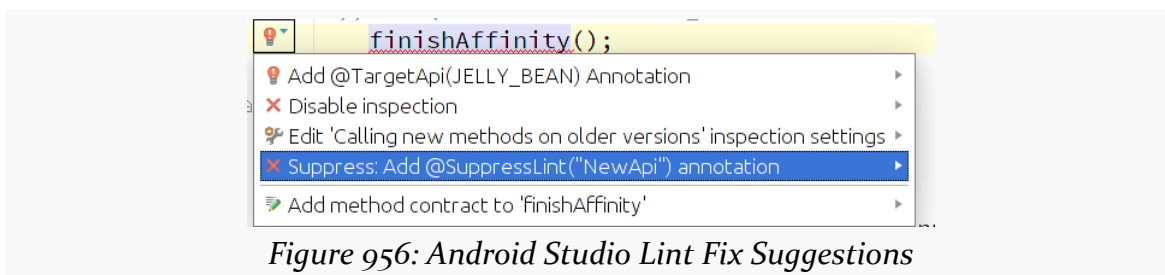 finishAffinity();
Add @TargetApi(JELLY_BEAN) Annotation
Disable inspection
Edit 'Calling new methods on older versions' inspection settings
Suppress: Add @SuppressLint("NewApi") annotation
Add method contract to 'finishAffinity'
Figure 956: Android Studio Lint Fix Suggestions